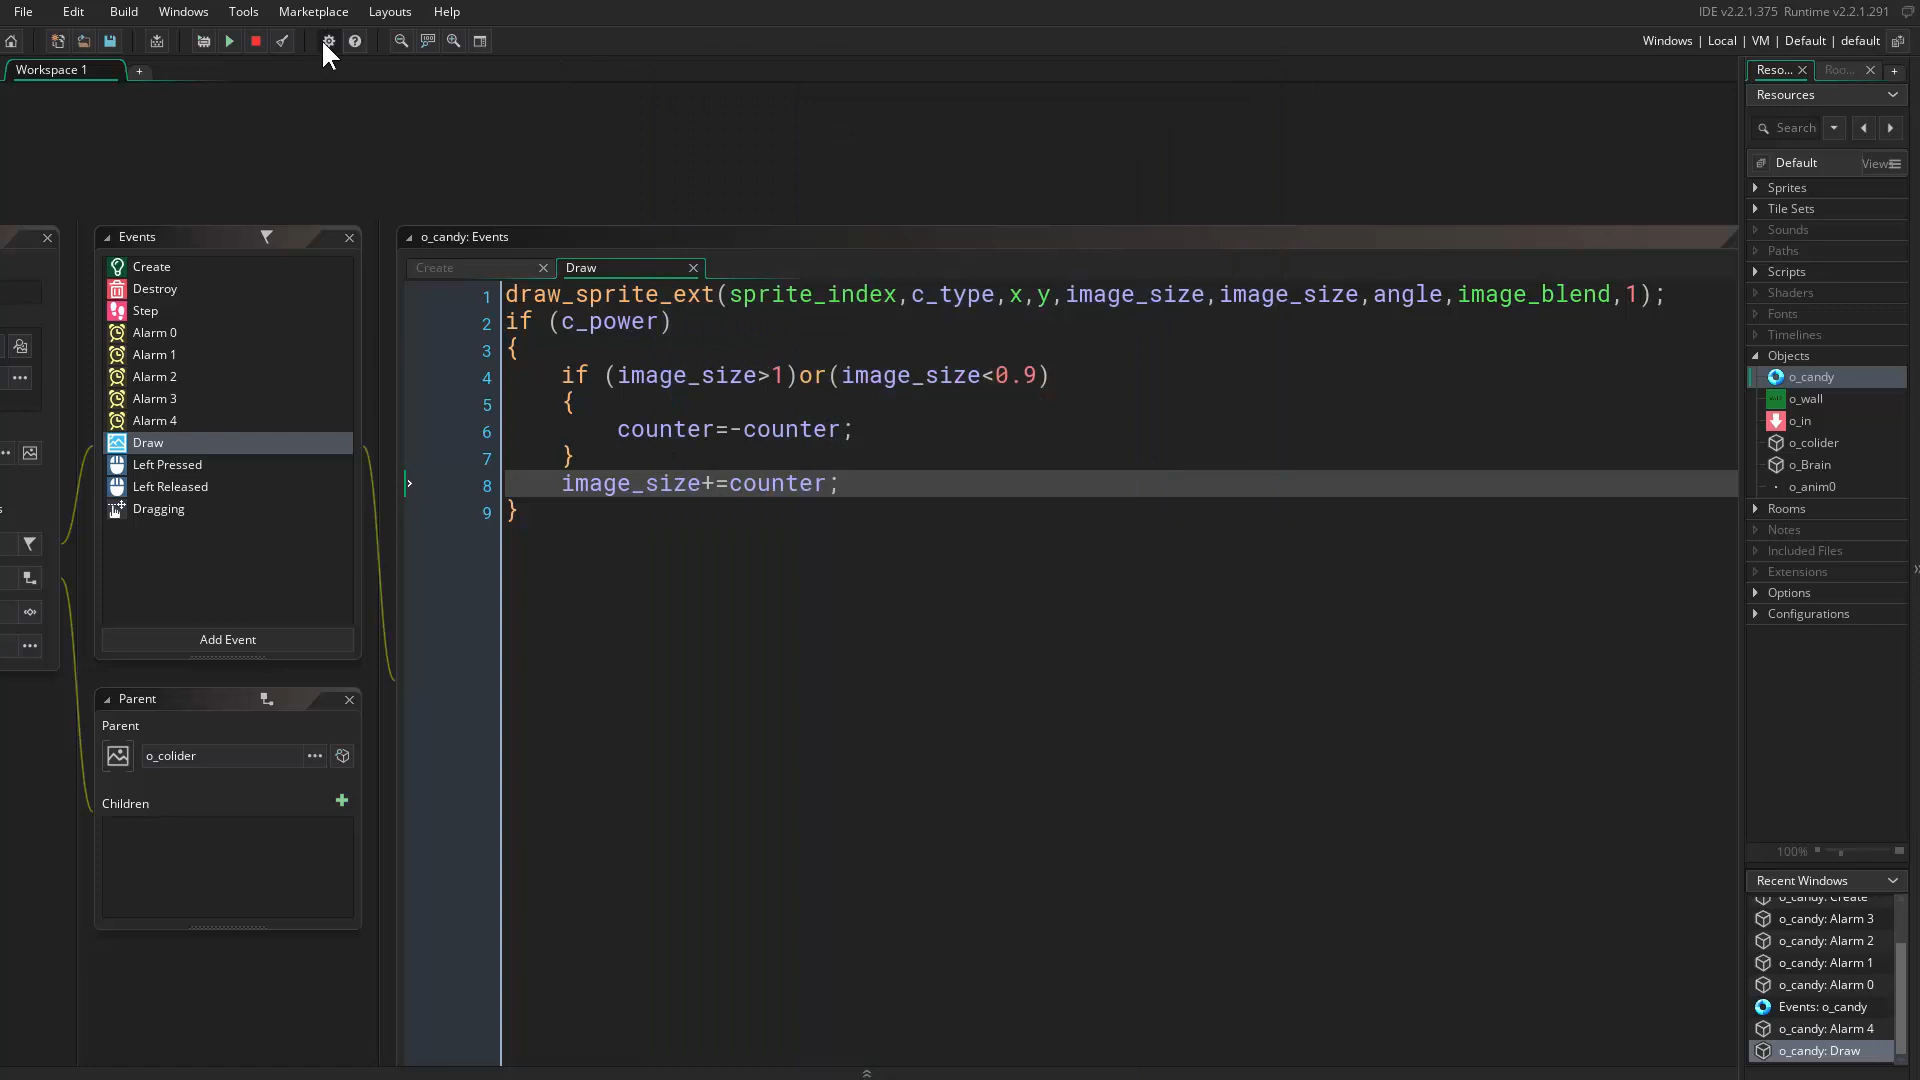 File Edit Build Windows Tools Marketplace Layouts Help
IDE v2.2.1.375 Runtime v2.2.1.291
Windows | Local | VM | Default | default
Workspace 1
+
Events
Create
Destroy
Step
Alarm 0
Alarm 1
Alarm 2
Alarm 3
Alarm 4
Draw
Left Pressed
Left Released
Dragging
Add Event
Parent
Parent
o_colider
Children
o_candy: Events
Create
Draw
1 draw_sprite_ext(sprite_index,c_type,x,y,image_size,image_size,angle,image_blend,1);
2 if (c_power)
3 {
4 if (image_size>1)or(image_size<0.9)
5 {
6 counter=-counter;
7 }
8 image_size+=counter;
9 }
Reso... Roo... +
Resources
Search
Default Views
Sprites
Tile Sets
Sounds
Paths
Scripts
Shaders
Fonts
Timelines
Objects
o_candy
o_wall
o_in
o_colider
o_Brain
o_anim0
Rooms
Notes
Included Files
Extensions
Options
Configurations
100%
Recent Windows
o_candy: Create
o_candy: Alarm 3
o_candy: Alarm 2
o_candy: Alarm 1
o_candy: Alarm 0
Events: o_candy
o_candy: Alarm 4
o_candy: Draw